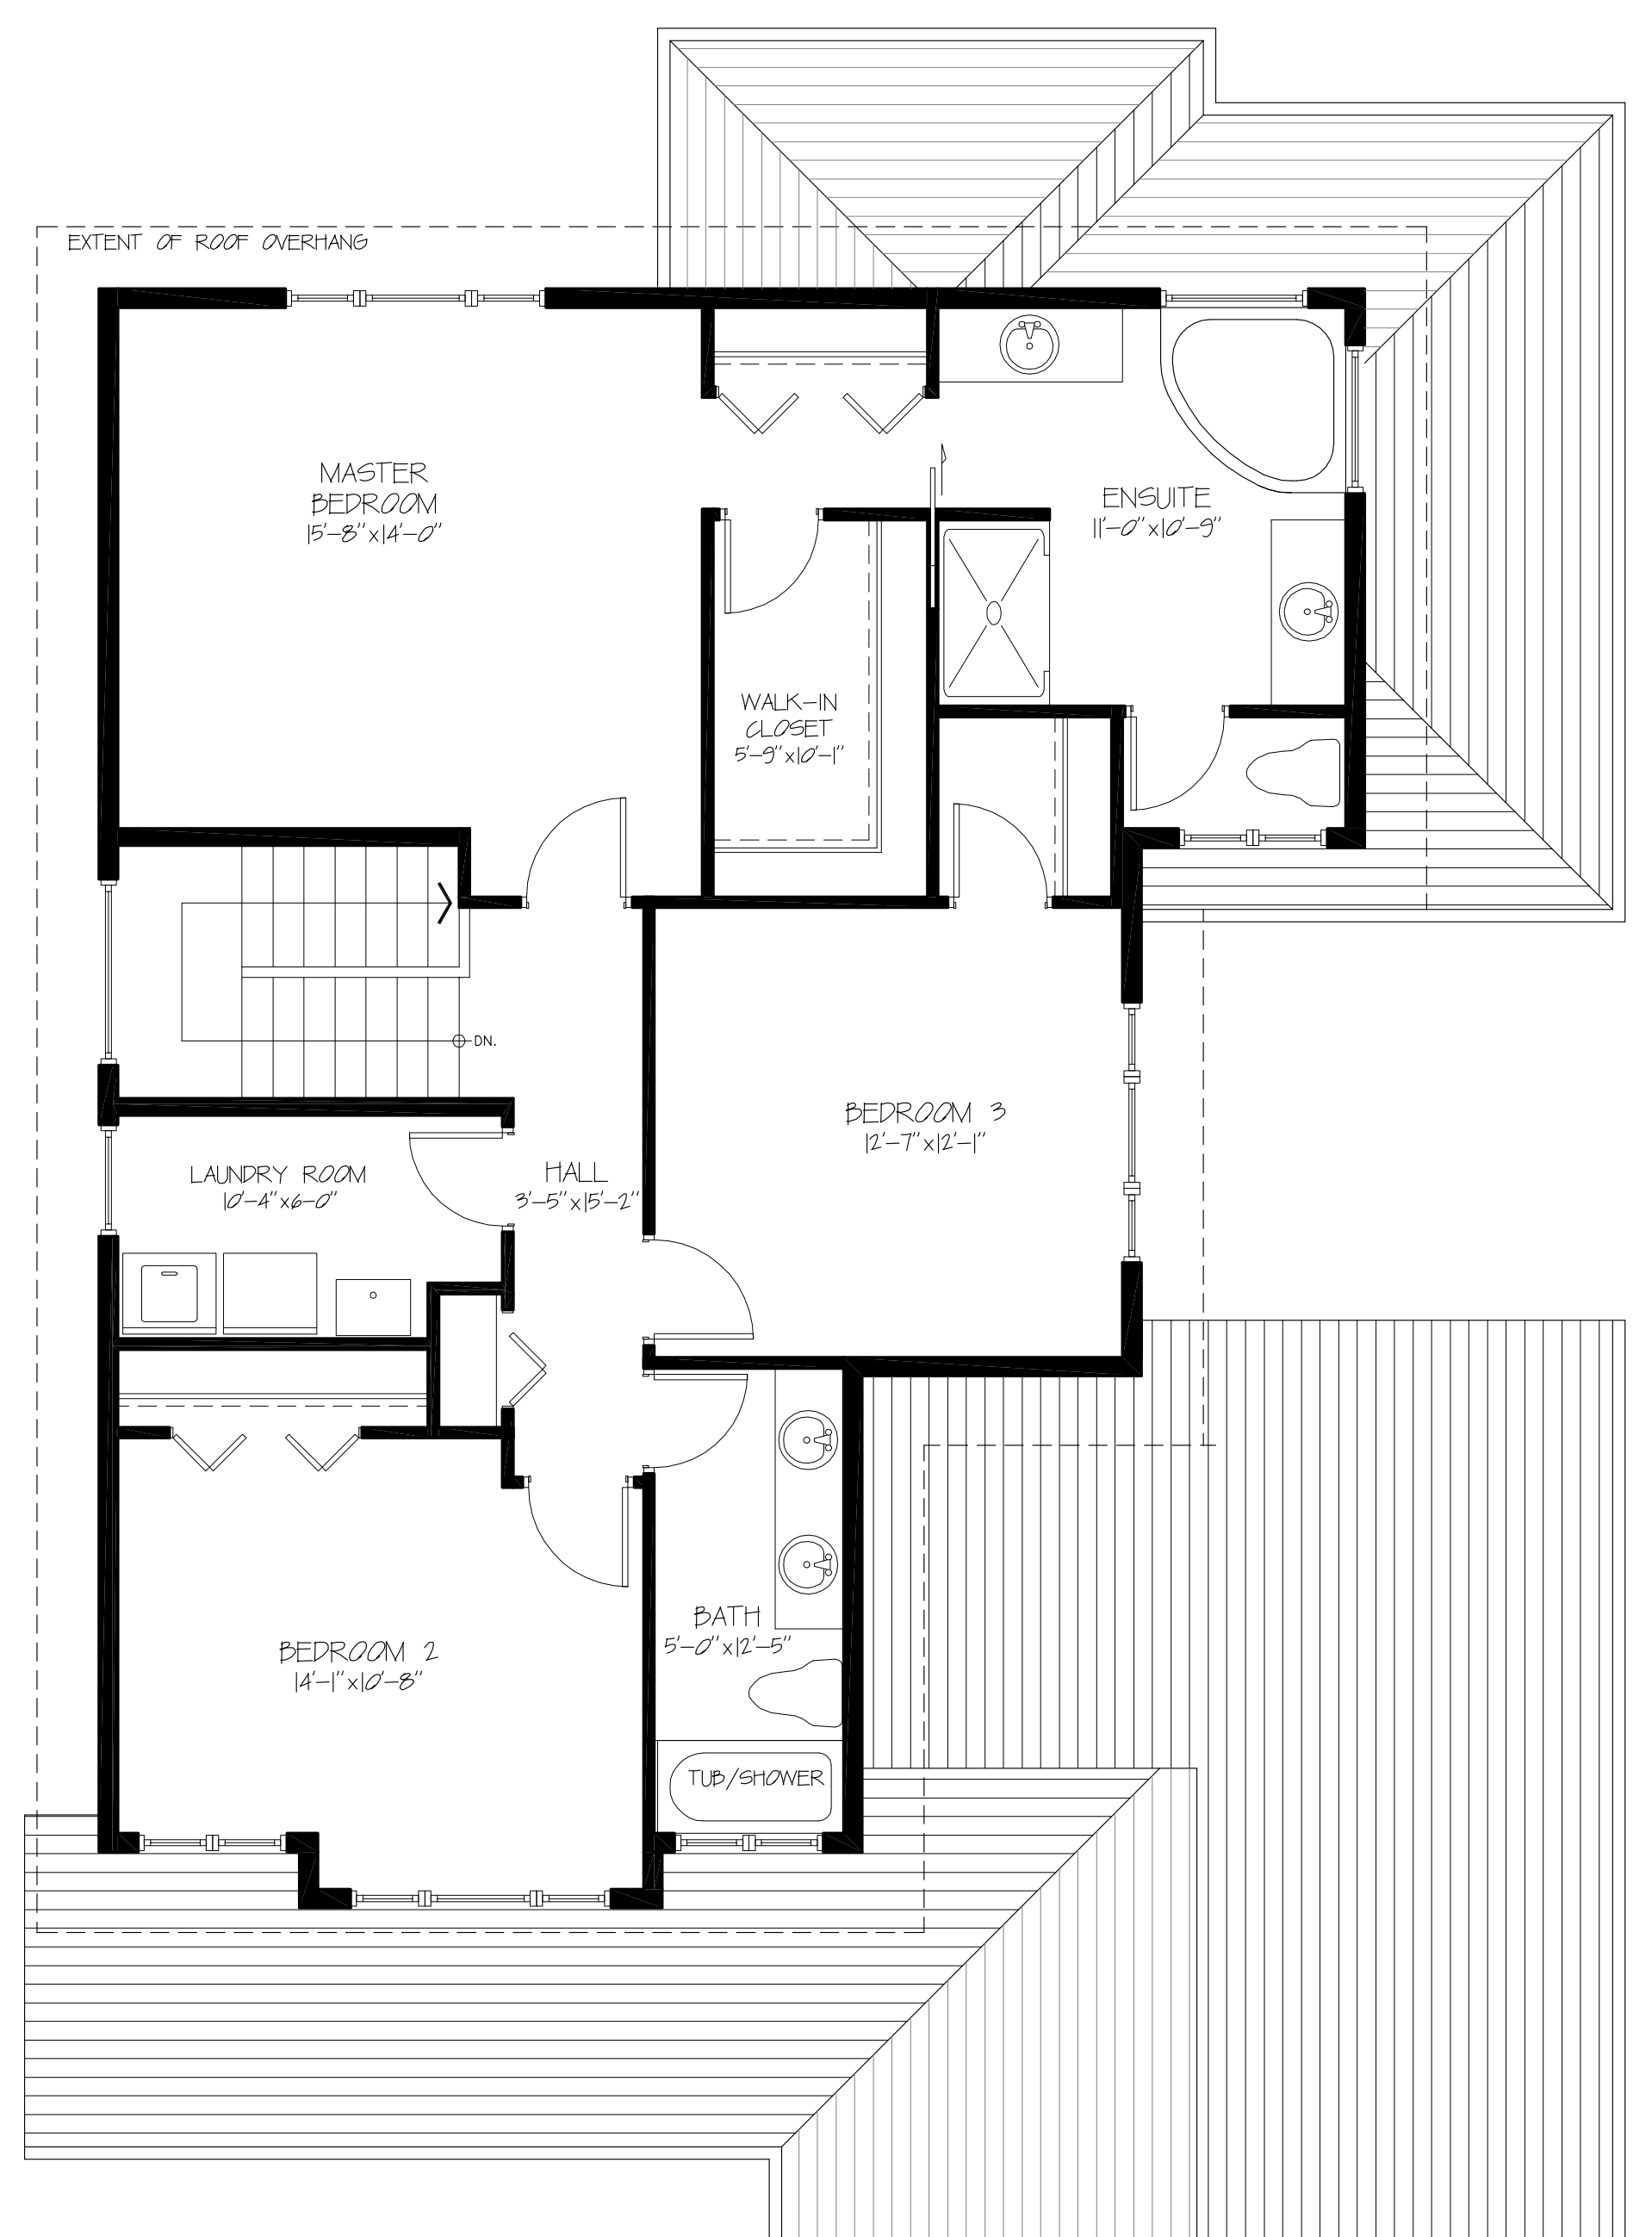 EXTENT OF ROOF OVERHANG
MASTER
BEDROOM
15'-8"x14'-0"
ENSUITE
11'-0"x10'-9"
WALK-IN
CLOSET
5'-9"x10'-1"
DN.
BEDROOM 3
12'-7"x12'-1"
LAUNDRY ROOM
10'-4"x6-0"
HALL
3'-5"x15'-2"
BATH
5'-0"x12'-5"
BEDROOM 2
14'-1"x10'-8"
TUB/SHOWER